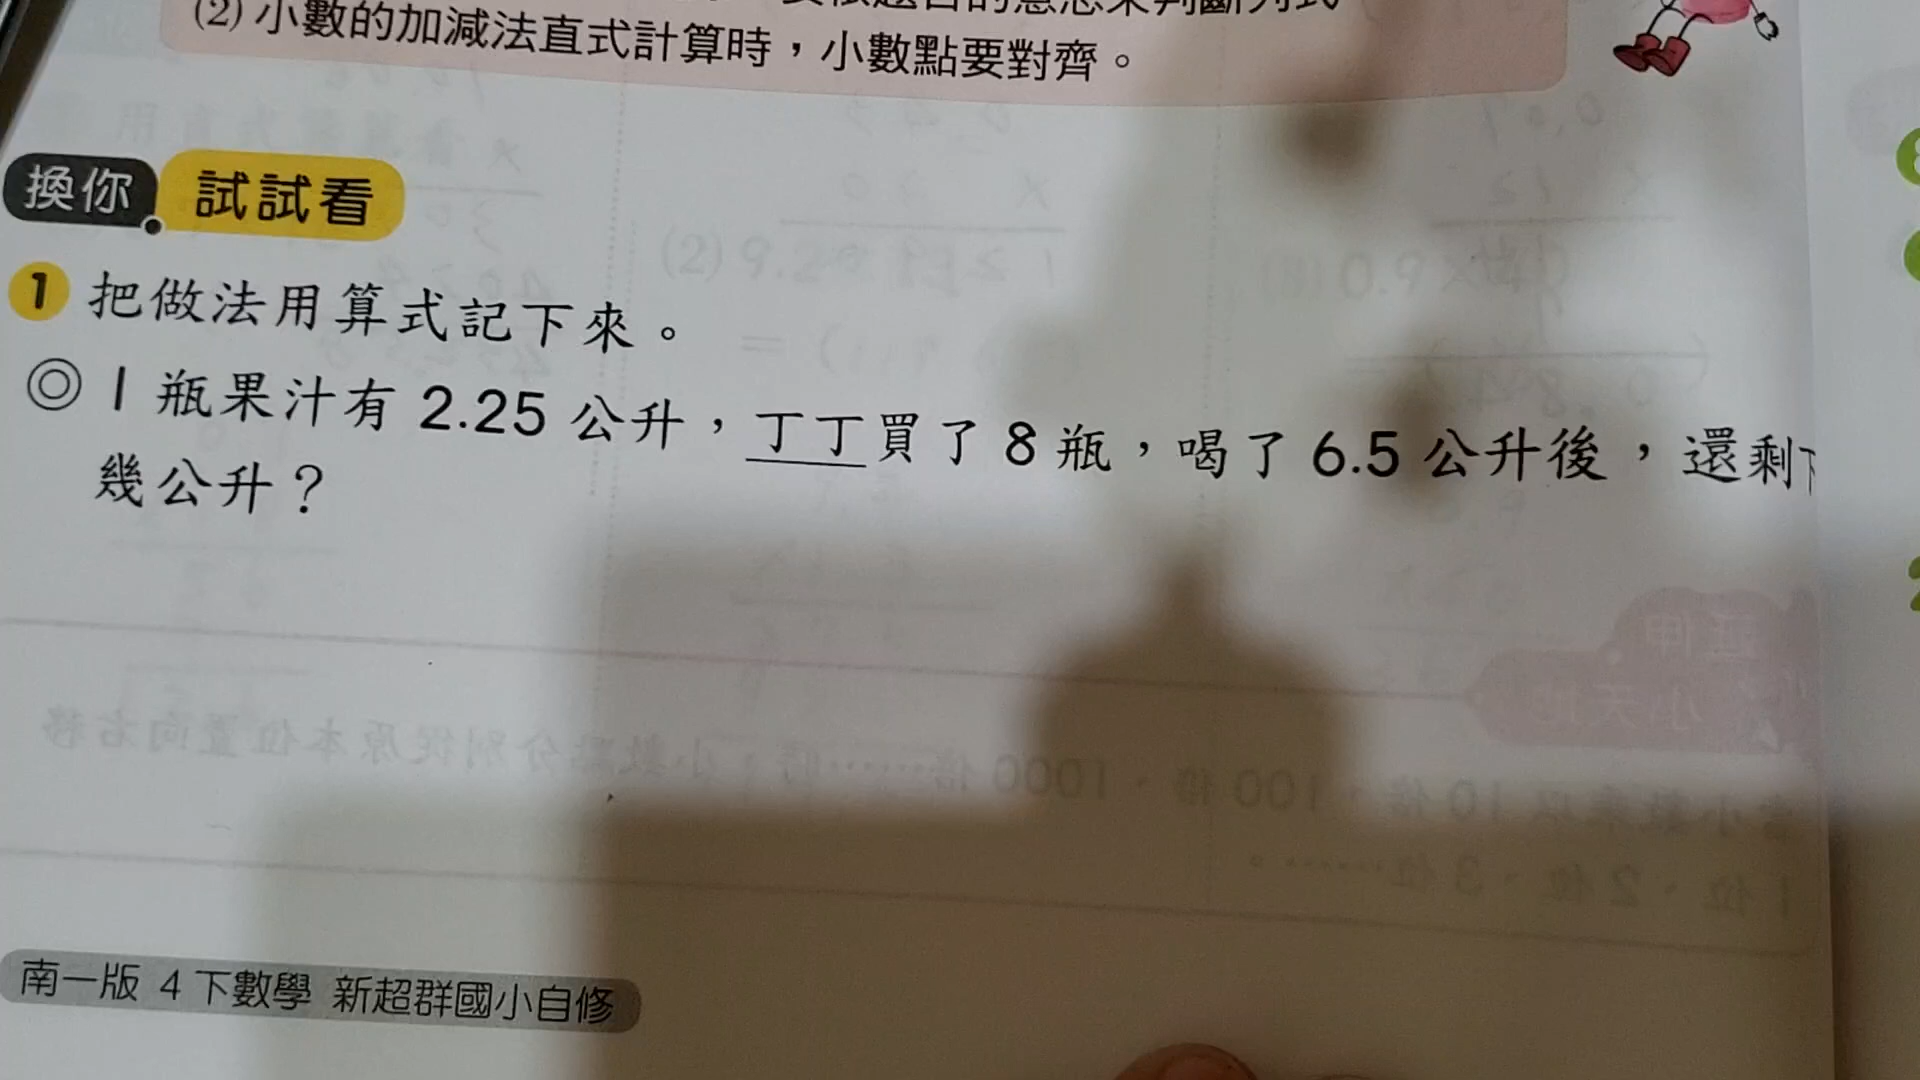 (2) 小數的加減法直式計算時，小數點要對齊。
換你 試試看
1 把做法用算式記下來。
◎ 1 瓶果汁有 2.25 公升，丁丁買了 8 瓶，喝了 6.5 公升後，還剩下
幾公升？
南一版 4 下數學 新超群國小自修